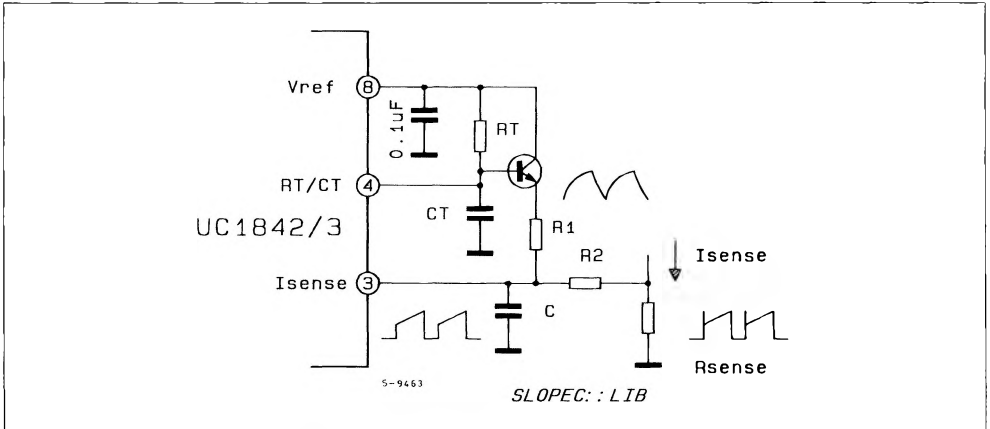 Vref 8
0.1uF
RT
RT/CT 4
CT
UC1842/3
R1
R2
Isense
Isense 3
C
Rsense
S-9463
SLOPEC::LIB